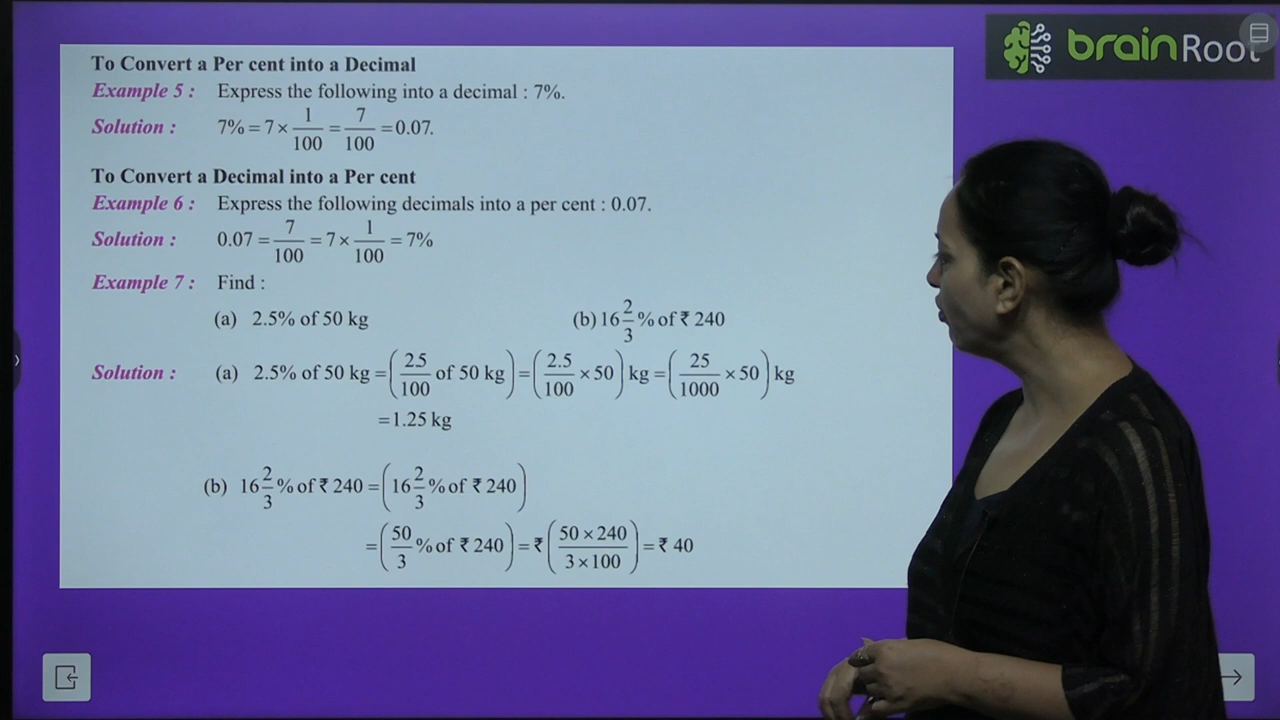 brainRoot
To Convert a Per cent into a Decimal
Example 5 : Express the following into a decimal : 7%.
Solution : 7% = 7 × 1/100 = 7/100 = 0.07.
To Convert a Decimal into a Per cent
Example 6 : Express the following decimals into a per cent : 0.07.
Solution : 0.07 = 7/100 = 7 × 1/100 = 7%
Example 7 : Find :
(a) 2.5% of 50 kg (b) 16 2/3 % of ₹ 240
Solution : (a) 2.5% of 50 kg = (25/100 of 50 kg) = (2.5/100 × 50) kg = (25/1000 × 50) kg
= 1.25 kg
(b) 16 2/3 % of ₹ 240 = (16 2/3 % of ₹ 240)
= (50/3 % of ₹ 240) = ₹ (50 × 240 / 3 × 100) = ₹ 40